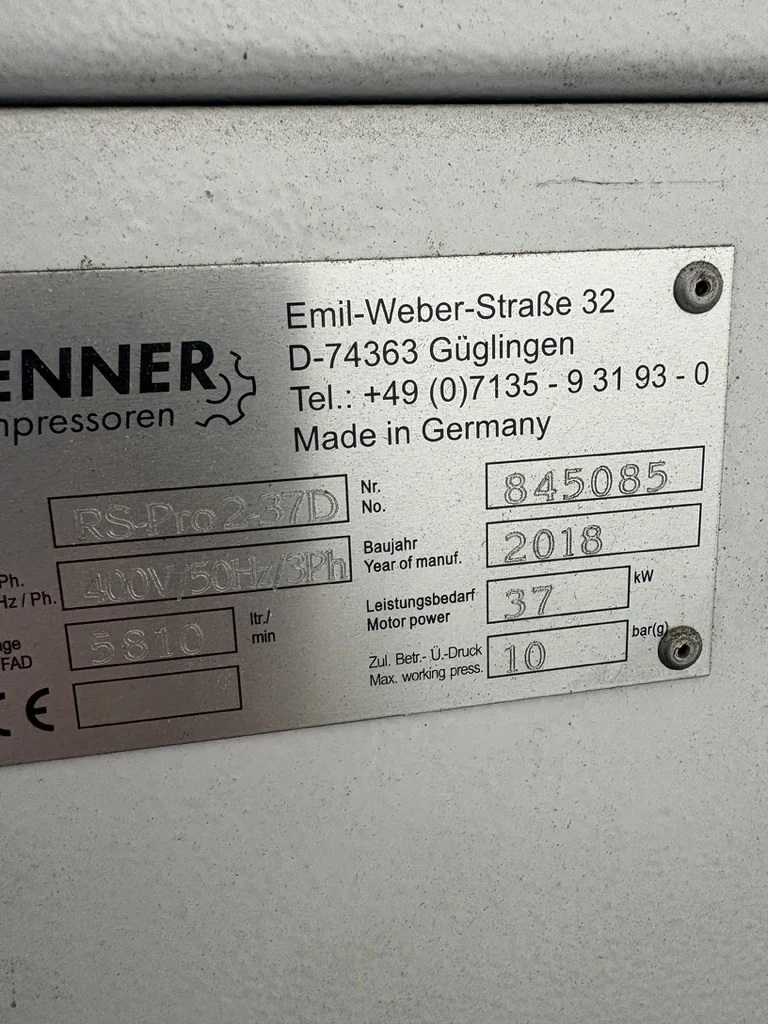 ENNER
mpressoren
Emil-Weber-Straße 32
D-74363 Güglingen
Tel.: +49 (0)7135 - 9 31 93 - 0
Made in Germany
RS-Pro2-37D
Nr.
No.
845085
Ph.
Hz / Ph.
400V/50Hz/3Ph
Baujahr
Year of manuf.
2018
nge
FAD
5810
ltr./
min
Leistungsbedarf
Motor power
37
kW
Zul. Betr.- Ü.-Druck
Max. working press.
10
bar(g)
CE